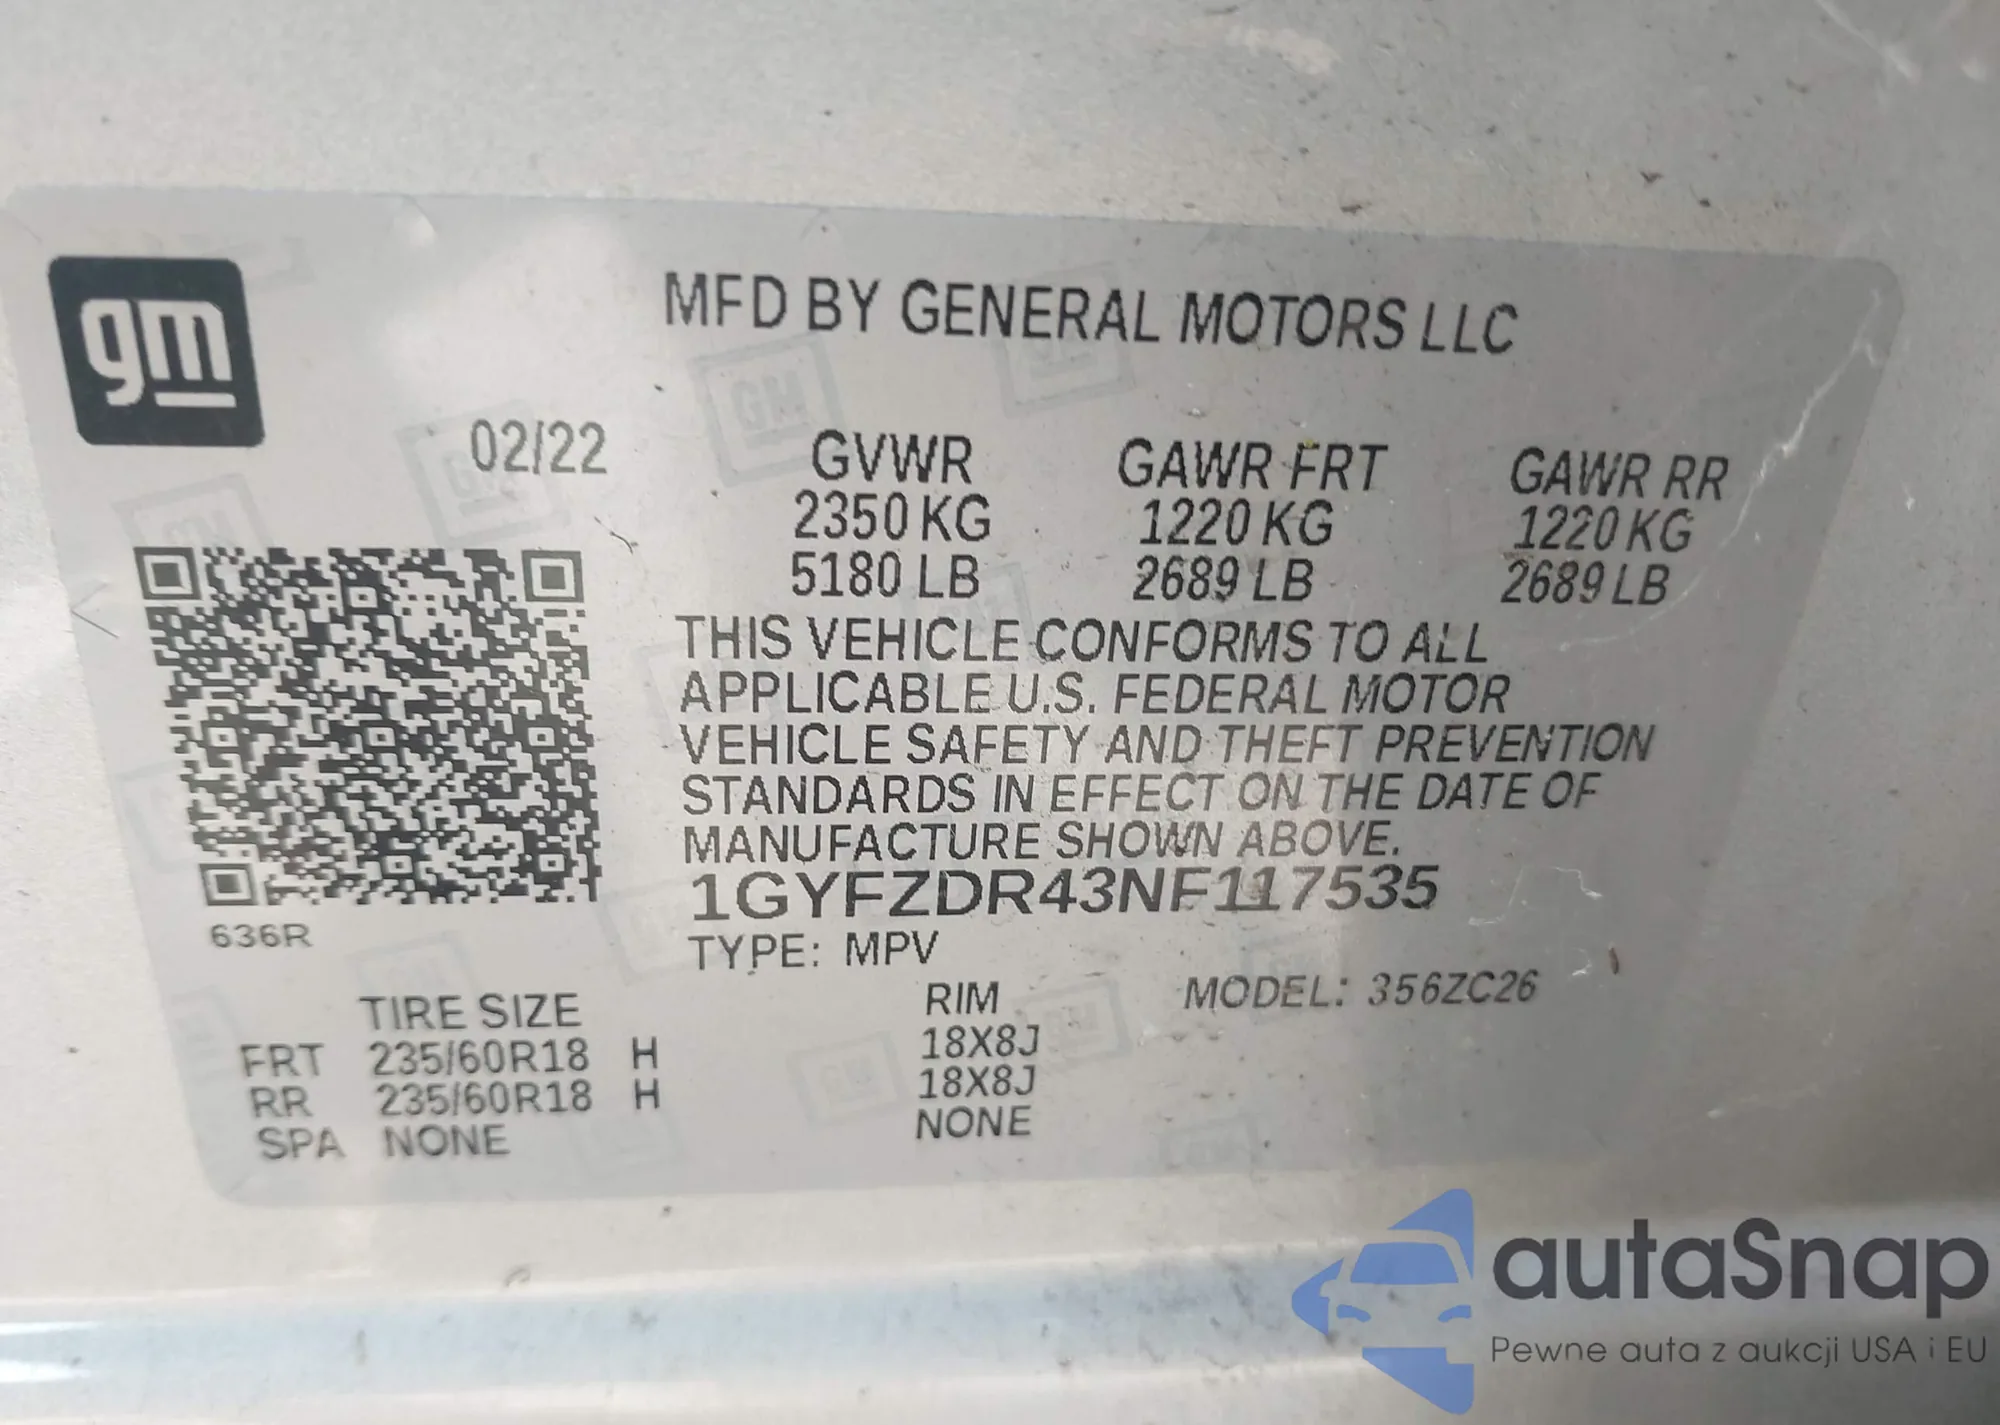 gm
MFD BY GENERAL MOTORS LLC
02/22
GVWR GAWR FRT GAWR RR
2350 KG 1220 KG 1220 KG
5180 LB 2689 LB 2689 LB
THIS VEHICLE CONFORMS TO ALL
APPLICABLE U.S. FEDERAL MOTOR
VEHICLE SAFETY AND THEFT PREVENTION
STANDARDS IN EFFECT ON THE DATE OF
MANUFACTURE SHOWN ABOVE.
1GYFZDR43NF117535
636R
TYPE: MPV
MODEL: 356ZC26
TIRE SIZE RIM
FRT 235/60R18 H 18X8J
RR 235/60R18 H 18X8J
SPA NONE NONE
autaSnap
Pewne auta z aukcji USA i EU